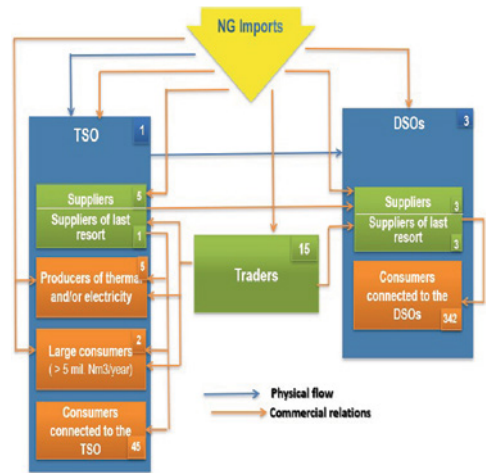 NG Imports
TSO
1
Suppliers
5
Suppliers of last
resort
1
Producers of therma.
and/or electricity
5
Large consumers
( > 5 mil. Nm3/year)
2
Consumers
connected to the
TSO
45
Traders
15
DSOs
3
Suppliers
3
Suppliers of last
resort
3
Consumers
connected to the
DSOs
342
Physical flow
Commercial relations